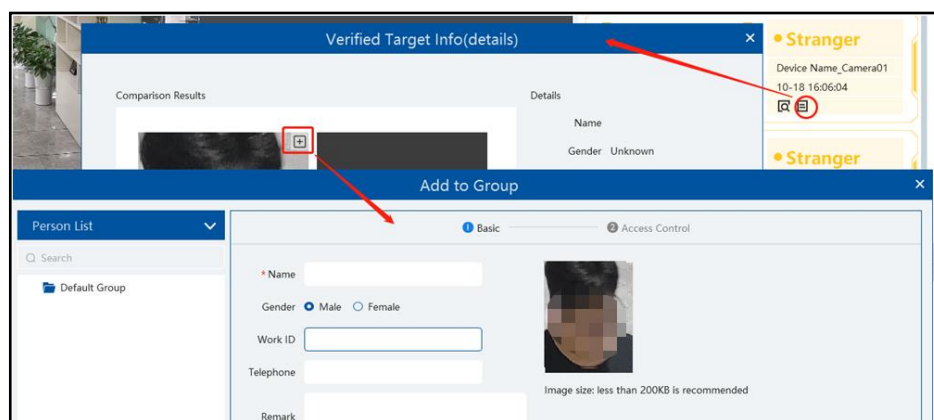 Verified Target Info(details)
Stranger
Device Name_Camera01
10-18 16:06:04
Comparison Results
Details
Name
Gender Unknown
Stranger
Add to Group
Person List
1 Basic
2 Access Control
Search
Default Group
* Name
Gender Male Female
Work ID
Telephone
Image size: less than 200KB is recommended
Remark